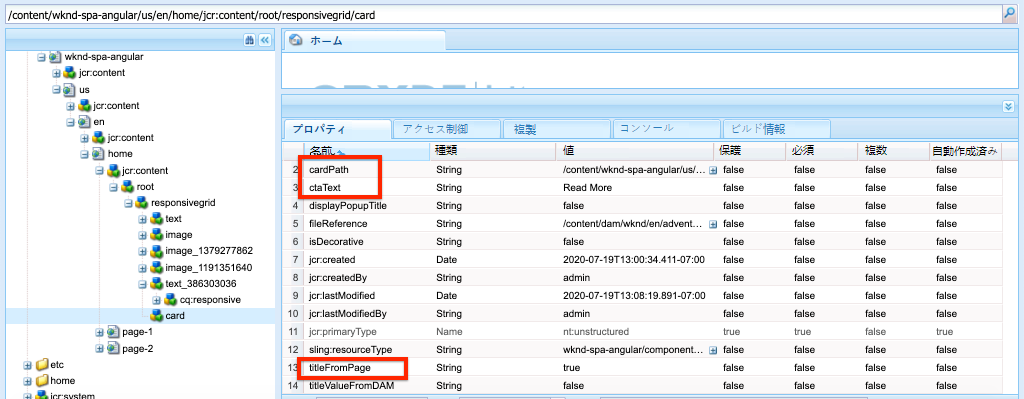 /content/wknd-spa-angular/us/en/home/jcr:content/root/responsivegrid/card
ホーム
wknd-spa-angular
jcr:content
us
jcr:content
en
jcr:content
home
jcr:content
root
responsivegrid
text
image
image_1379277862
image_1191351640
text_386303036
cq:responsive
card
page-1
page-2
etc
home
jcr:system
プロパティ アクセス制御 複製 コンソール ビルド情報
名前 種類 値 保護 必須 複数 自動作成済み
2 cardPath String /content/wknd-spa-angular/us/... false false false false
3 ctaText String Read More false false false false
4 displayPopupTitle String false false false false false
5 fileReference String /content/dam/wknd/en/advent... false false false false
6 isDecorative String false false false false false
7 jcr:created Date 2020-07-19T13:00:34.411-07:00 false false false false
8 jcr:createdBy String admin false false false false
9 jcr:lastModified Date 2020-07-19T13:08:19.891-07:00 false false false false
10 jcr:lastModifiedBy String admin false false false false
11 jcr:primaryType Name nt:unstructured true true false true
12 sling:resourceType String wknd-spa-angular/component... false false false false
13 titleFromPage String true false false false false
14 titleValueFromDAM String false false false false false